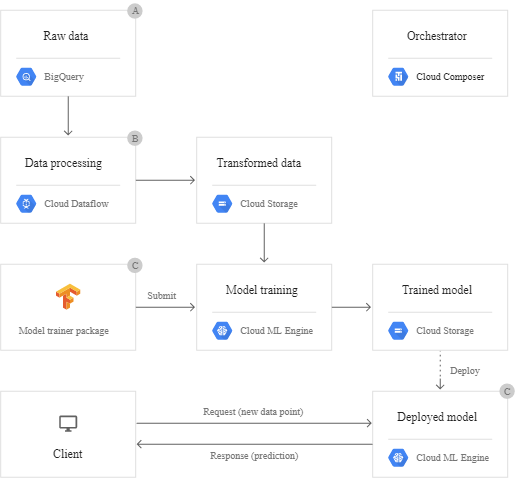 A
Raw data
BigQuery
Orchestrator
Cloud Composer
B
Data processing
Cloud Dataflow
Transformed data
Cloud Storage
C
Model trainer package
Submit
Model training
Cloud ML Engine
Trained model
Cloud Storage
Deploy
C
Client
Request (new data point)
Response (prediction)
Deployed model
Cloud ML Engine